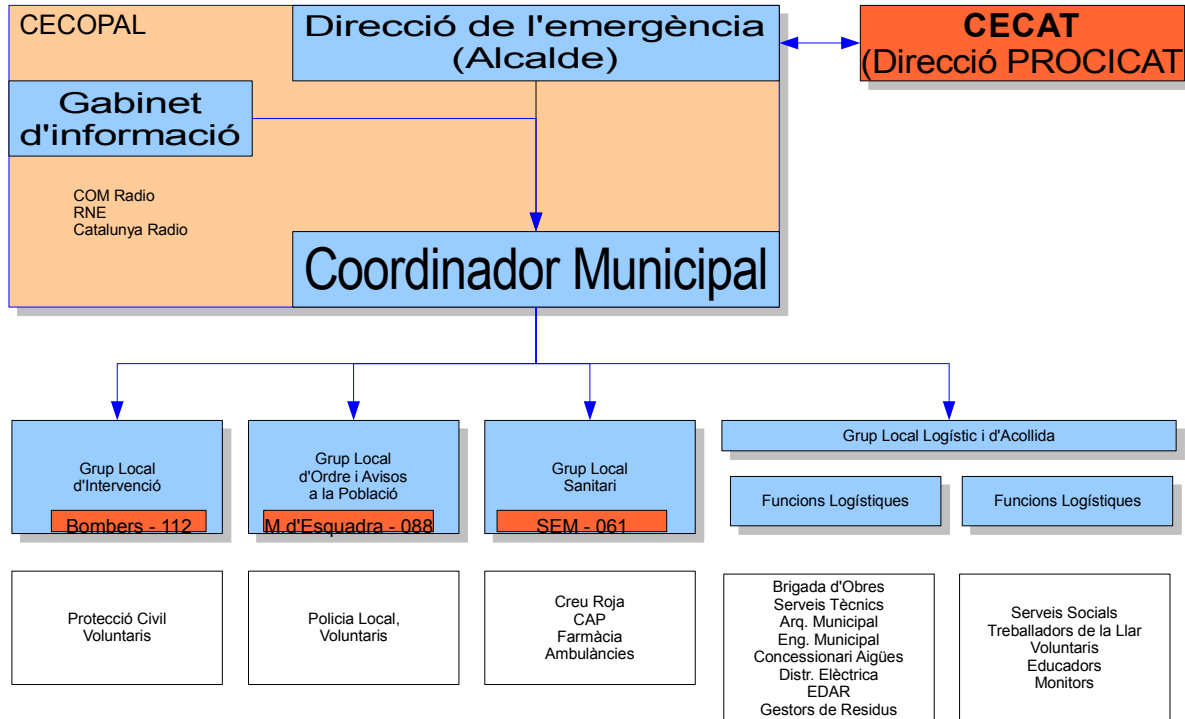 CECOPAL
Direcció de l'emergència
(Alcalde)
CECAT
(Direcció PROCICAT
Gabinet
d'informació
COM Radio
RNE
Catalunya Radio
Coordinador Municipal
Grup Local
d'Intervenció
Bombers - 112
Grup Local
d'Ordre i Avisos
a la Població
M.d'Esquadra - 088
Grup Local
Sanitari
SEM - 061
Grup Local Logístic i d'Acollida
Funcions Logístiques
Funcions Logístiques
Protecció Civil
Voluntaris
Policia Local,
Voluntaris
Creu Roja
CAP
Farmàcia
Ambulàncies
Brigada d'Obres
Serveis Tècnics
Arq. Municipal
Eng. Municipal
Concessionari Aigües
Distr. Elèctrica
EDAR
Gestors de Residus
Serveis Socials
Treballadors de la Llar
Voluntaris
Educadors
Monitors